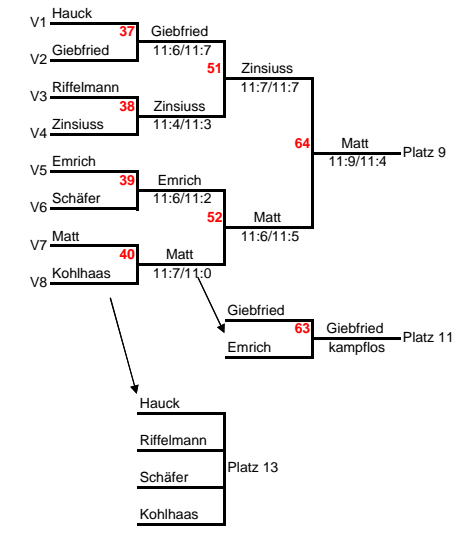 V1 Hauck
37 Giebfried
V2 Giebfried 11:6/11:7
51 Zinsiuss
V3 Riffelmann 11:7/11:7
38 Zinsiuss
V4 Zinsiuss 11:4/11:3
64 Matt Platz 9
11:9/11:4
V5 Emrich
39 Emrich
V6 Schäfer 11:6/11:2
52 Matt
V7 Matt 11:6/11:5
40 Matt
V8 Kohlhaas 11:7/11:0
Giebfried
63 Giebfried Platz 11
Emrich kampflos
Hauck
Riffelmann
Platz 13
Schäfer
Kohlhaas